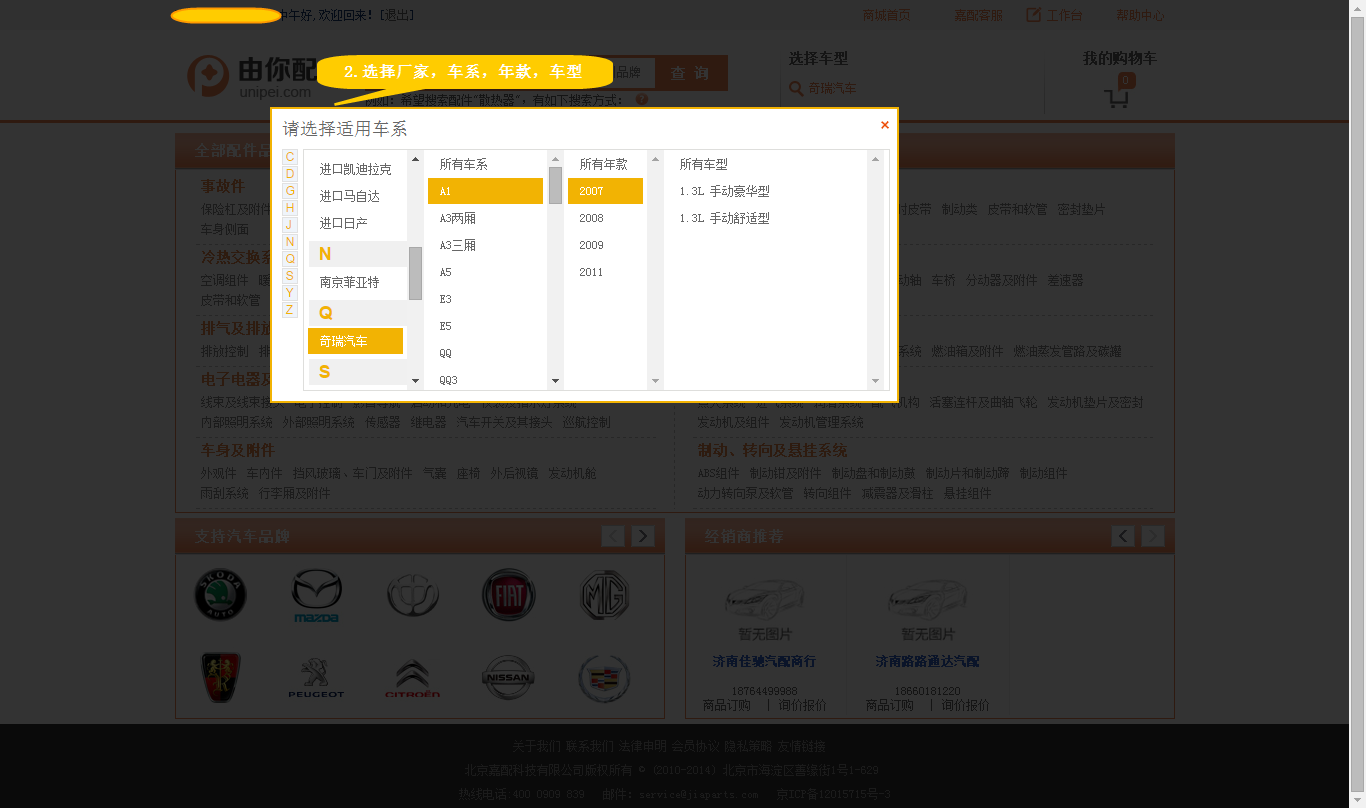 中午好,欢迎回来! [退出]
商城首页 嘉配客服 工作台 帮助中心
由你配
unipei.com
2.选择厂家，车系，年款，车型
品牌
查 询
例如：希望搜索配件"散热器"，有如下搜索方式：
选择车型
奇瑞汽车
我的购物车
0
请选择适用车系
×
C
D
G
H
J
N
Q
S
Y
Z
进口凯迪拉克
进口马自达
进口日产
N
南京菲亚特
Q
奇瑞汽车
S
所有车系
A1
A3两厢
A3三厢
A5
E3
E5
QQ
QQ3
所有年款
2007
2008
2009
2011
所有车型
1.3L 手动豪华型
1.3L 手动舒适型
全部配件品
事故件
保险杠及附件
车身侧面
皮带 制动类 皮带和软管 密封垫片
冷热交换系
空调组件
皮带和软管
动轴 车桥 分动器及附件 差速器
排气及排放
排放控制
系统 燃油箱及附件 燃油蒸发管路及碳罐
电子电器及
线束及线束接头
内部照明系统 外部照明系统 传感器 继电器 汽车开关及其接头 巡航控制
机构 活塞连杆及曲轴飞轮 发动机垫片及密封
发动机及组件 发动机管理系统
车身及附件
外观件 车内件 挡风玻璃、车门及附件 气囊 座椅 外后视镜 发动机舱
雨刮系统 行李厢及附件
制动、转向及悬挂系统
ABS组件 制动钳及附件 制动盘和制动鼓 制动片和制动蹄 制动组件
动力转向泵及软管 转向组件 减震器及滑柱 悬挂组件
支持汽车品牌
SKODA
AUTO
mazda
FIAT
MG
PEUGEOT
CITROËN
NISSAN
经销商推荐
暂无图片
济南佳驰汽配商行
18764499988
商品订购 | 询价报价
暂无图片
济南路路通达汽配
18660181220
商品订购 | 询价报价
关于我们 联系我们 法律申明 会员协议 隐私策略 友情链接
北京嘉配科技有限公司版权所有 © (2010-2014) 北京市海淀区善缘街1号1-629
热线电话:400 0909 839 邮件: service@jiaparts.com 京ICP备12015715号-3